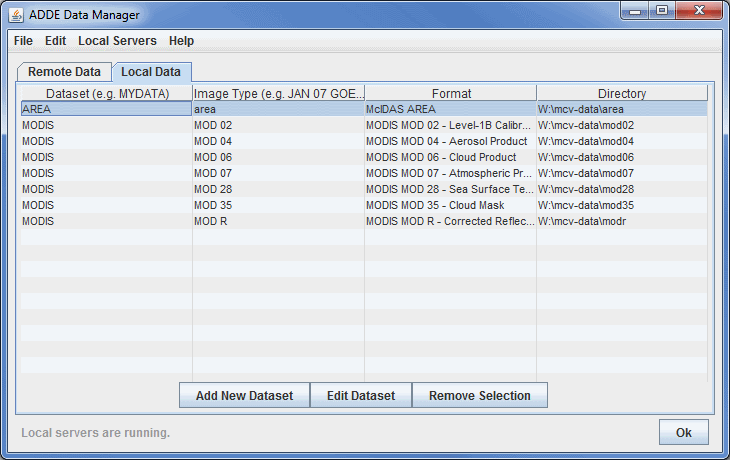 ADDE Data Manager
File Edit Local Servers Help
Remote Data Local Data
Dataset (e.g. MYDATA) Image Type (e.g. JAN 07 GOE... Format Directory
AREA area McIDAS AREA W:\mcv-data\area
MODIS MOD 02 MODIS MOD 02 - Level-1B Calibr... W:\mcv-data\mod02
MODIS MOD 04 MODIS MOD 04 - Aerosol Product W:\mcv-data\mod04
MODIS MOD 06 MODIS MOD 06 - Cloud Product W:\mcv-data\mod06
MODIS MOD 07 MODIS MOD 07 - Atmospheric Pr... W:\mcv-data\mod07
MODIS MOD 28 MODIS MOD 28 - Sea Surface Te... W:\mcv-data\mod28
MODIS MOD 35 MODIS MOD 35 - Cloud Mask W:\mcv-data\mod35
MODIS MOD R MODIS MOD R - Corrected Reflec... W:\mcv-data\modr
Add New Dataset Edit Dataset Remove Selection
Local servers are running. Ok